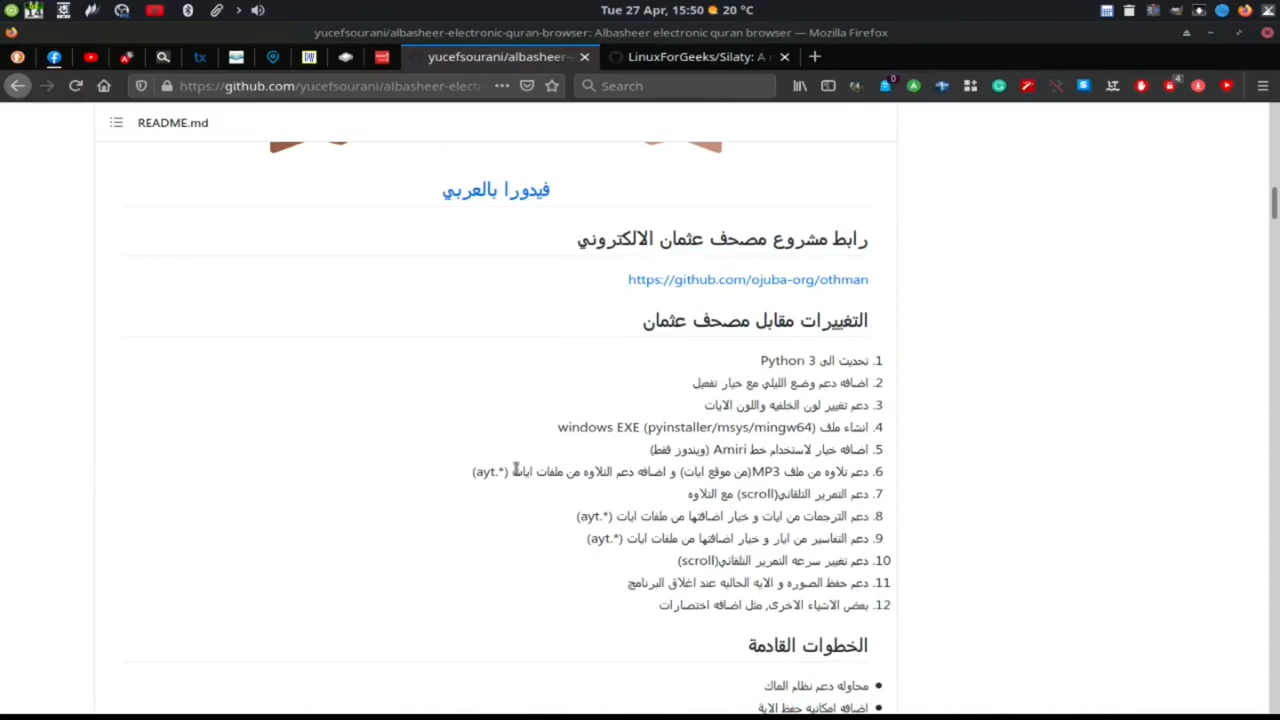 Tue 27 Apr, 15:50 20 °C
yucefsourani/albasheer-electronic-quran-browser: Albasheer electronic quran browser — Mozilla Firefox
yucefsourani/albasheer-
LinuxForGeeks/Silaty: A
https://github.com/yucefsourani/albasheer-elect
Search
README.md
فيدورا بالعربي
رابط مشروع مصحف عثمان الالكتروني
https://github.com/ojuba-org/othman
التغييرات مقابل مصحف عثمان
1. تحديث الى Python 3
2. اضافه دعم وضع الليلي مع خيار تفعيل
3. دعم تغيير لون الخلفيه واللون الايات
4. انشاء ملف windows EXE (pyinstaller/msys/mingw64)
5. اضافه خيار لاستخدام خط Amiri (ويندوز فقط)
6. دعم تلاوه من ملف MP3(من موقع ايات) و اضافه دعم التلاوه من ملفات ايات (*.ayt)
7. دعم التمرير التلقائي(scroll) مع التلاوه
8. دعم الترجمات من ايات و خيار اضافتها من ملفات ايات (*.ayt)
9. دعم التفاسير من ايار و خيار اضافتها من ملفات ايات (*.ayt)
10. دعم تغيير سرعه التمرير التلقائي(scroll)
11. دعم حفظ الصوره و الايه الحاليه عند اغلاق البرنامج
12. بعض الاشياء الاخرى, مثل اضافه اختصارات
الخطوات القادمة
محاوله دعم نظام الماك
اضافه امكانيه حفظ الآية